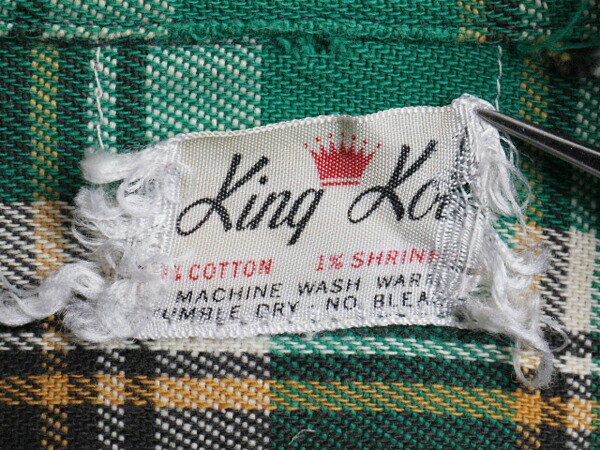 King Ko
% COTTON 1% SHRIN
MACHINE WASH WAR
UMBLE DRY · NO BLEA